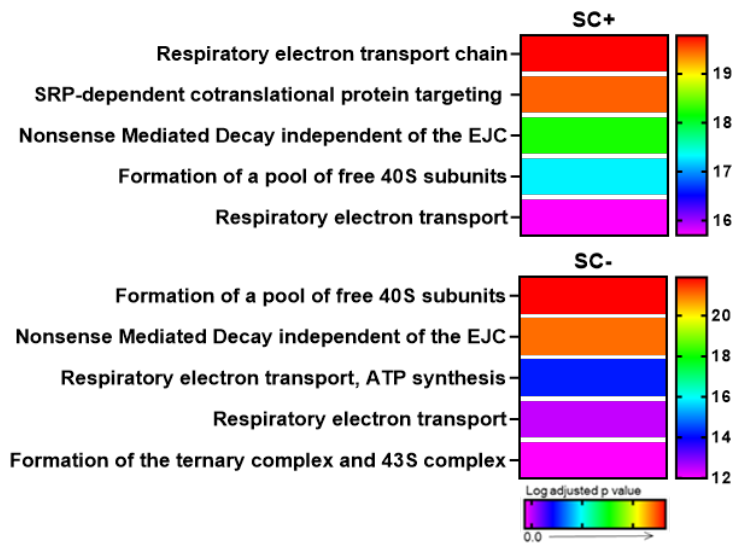 SC+
Respiratory electron transport chain
SRP-dependent cotranslational protein targeting
Nonsense Mediated Decay independent of the EJC
Formation of a pool of free 40S subunits
Respiratory electron transport
19
18
17
16
SC-
Formation of a pool of free 40S subunits
Nonsense Mediated Decay independent of the EJC
Respiratory electron transport, ATP synthesis
Respiratory electron transport
Formation of the ternary complex and 43S complex
20
18
16
14
12
Log adjusted p value
0.0